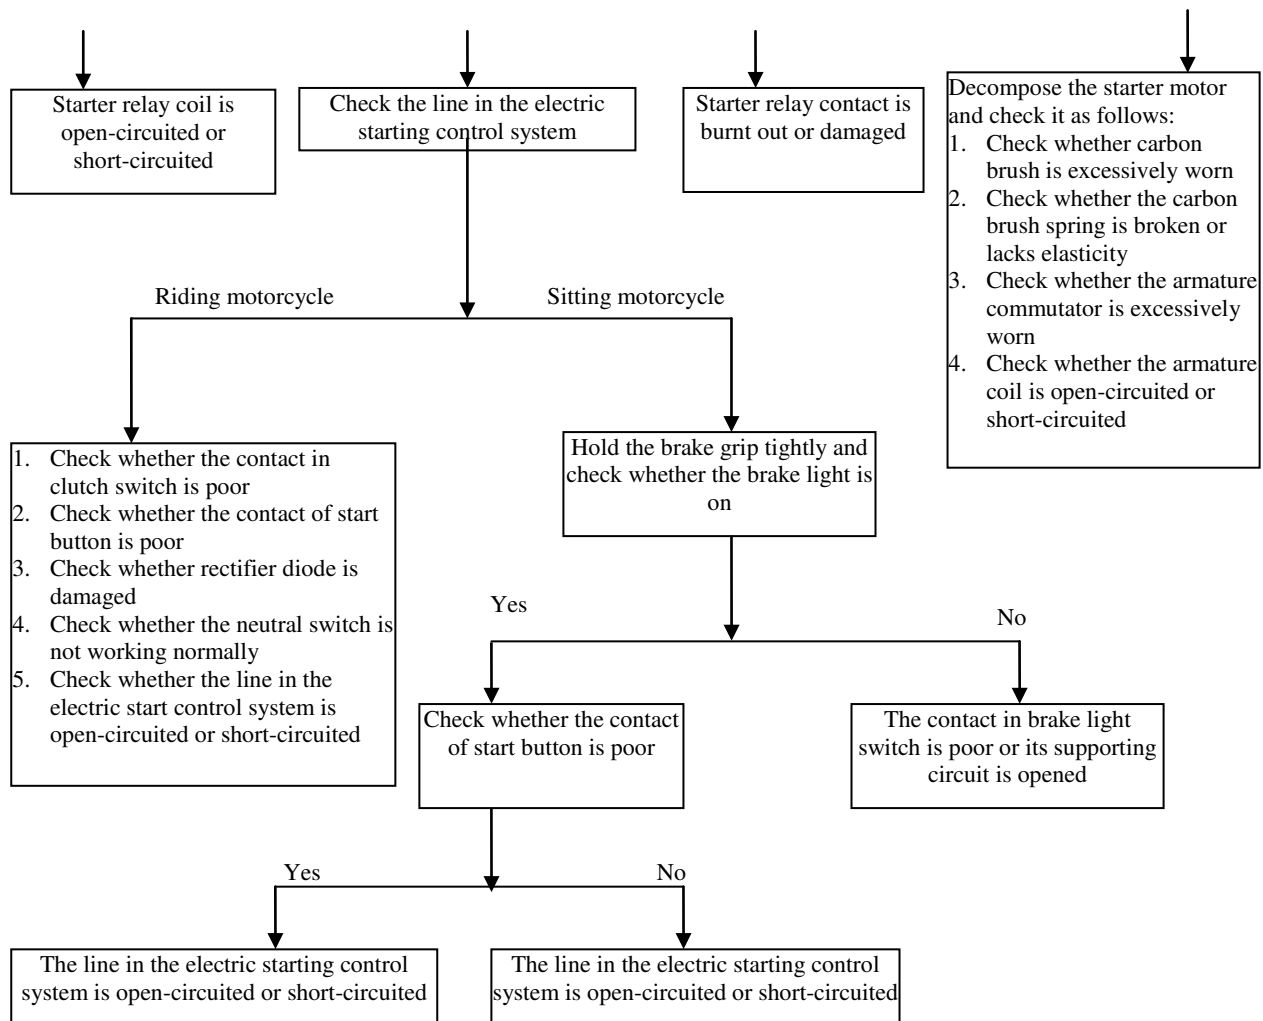 Starter relay coil is
open-circuited or
short-circuited
Check the line in the electric
starting control system
Starter relay contact is
burnt out or damaged
Decompose the starter motor
and check it as follows:
1. Check whether carbon
brush is excessively worn
2. Check whether the carbon
brush spring is broken or
lacks elasticity
3. Check whether the armature
commutator is excessively
worn
4. Check whether the armature
coil is open-circuited or
short-circuited
Riding motorcycle
Sitting motorcycle
1. Check whether the contact in
clutch switch is poor
2. Check whether the contact of start
button is poor
3. Check whether rectifier diode is
damaged
4. Check whether the neutral switch is
not working normally
5. Check whether the line in the
electric start control system is
open-circuited or short-circuited
Hold the brake grip tightly and
check whether the brake light is
on
Yes
No
Check whether the contact
of start button is poor
The contact in brake light
switch is poor or its supporting
circuit is opened
Yes
No
The line in the electric starting control
system is open-circuited or short-circuited
The line in the electric starting control
system is open-circuited or short-circuited